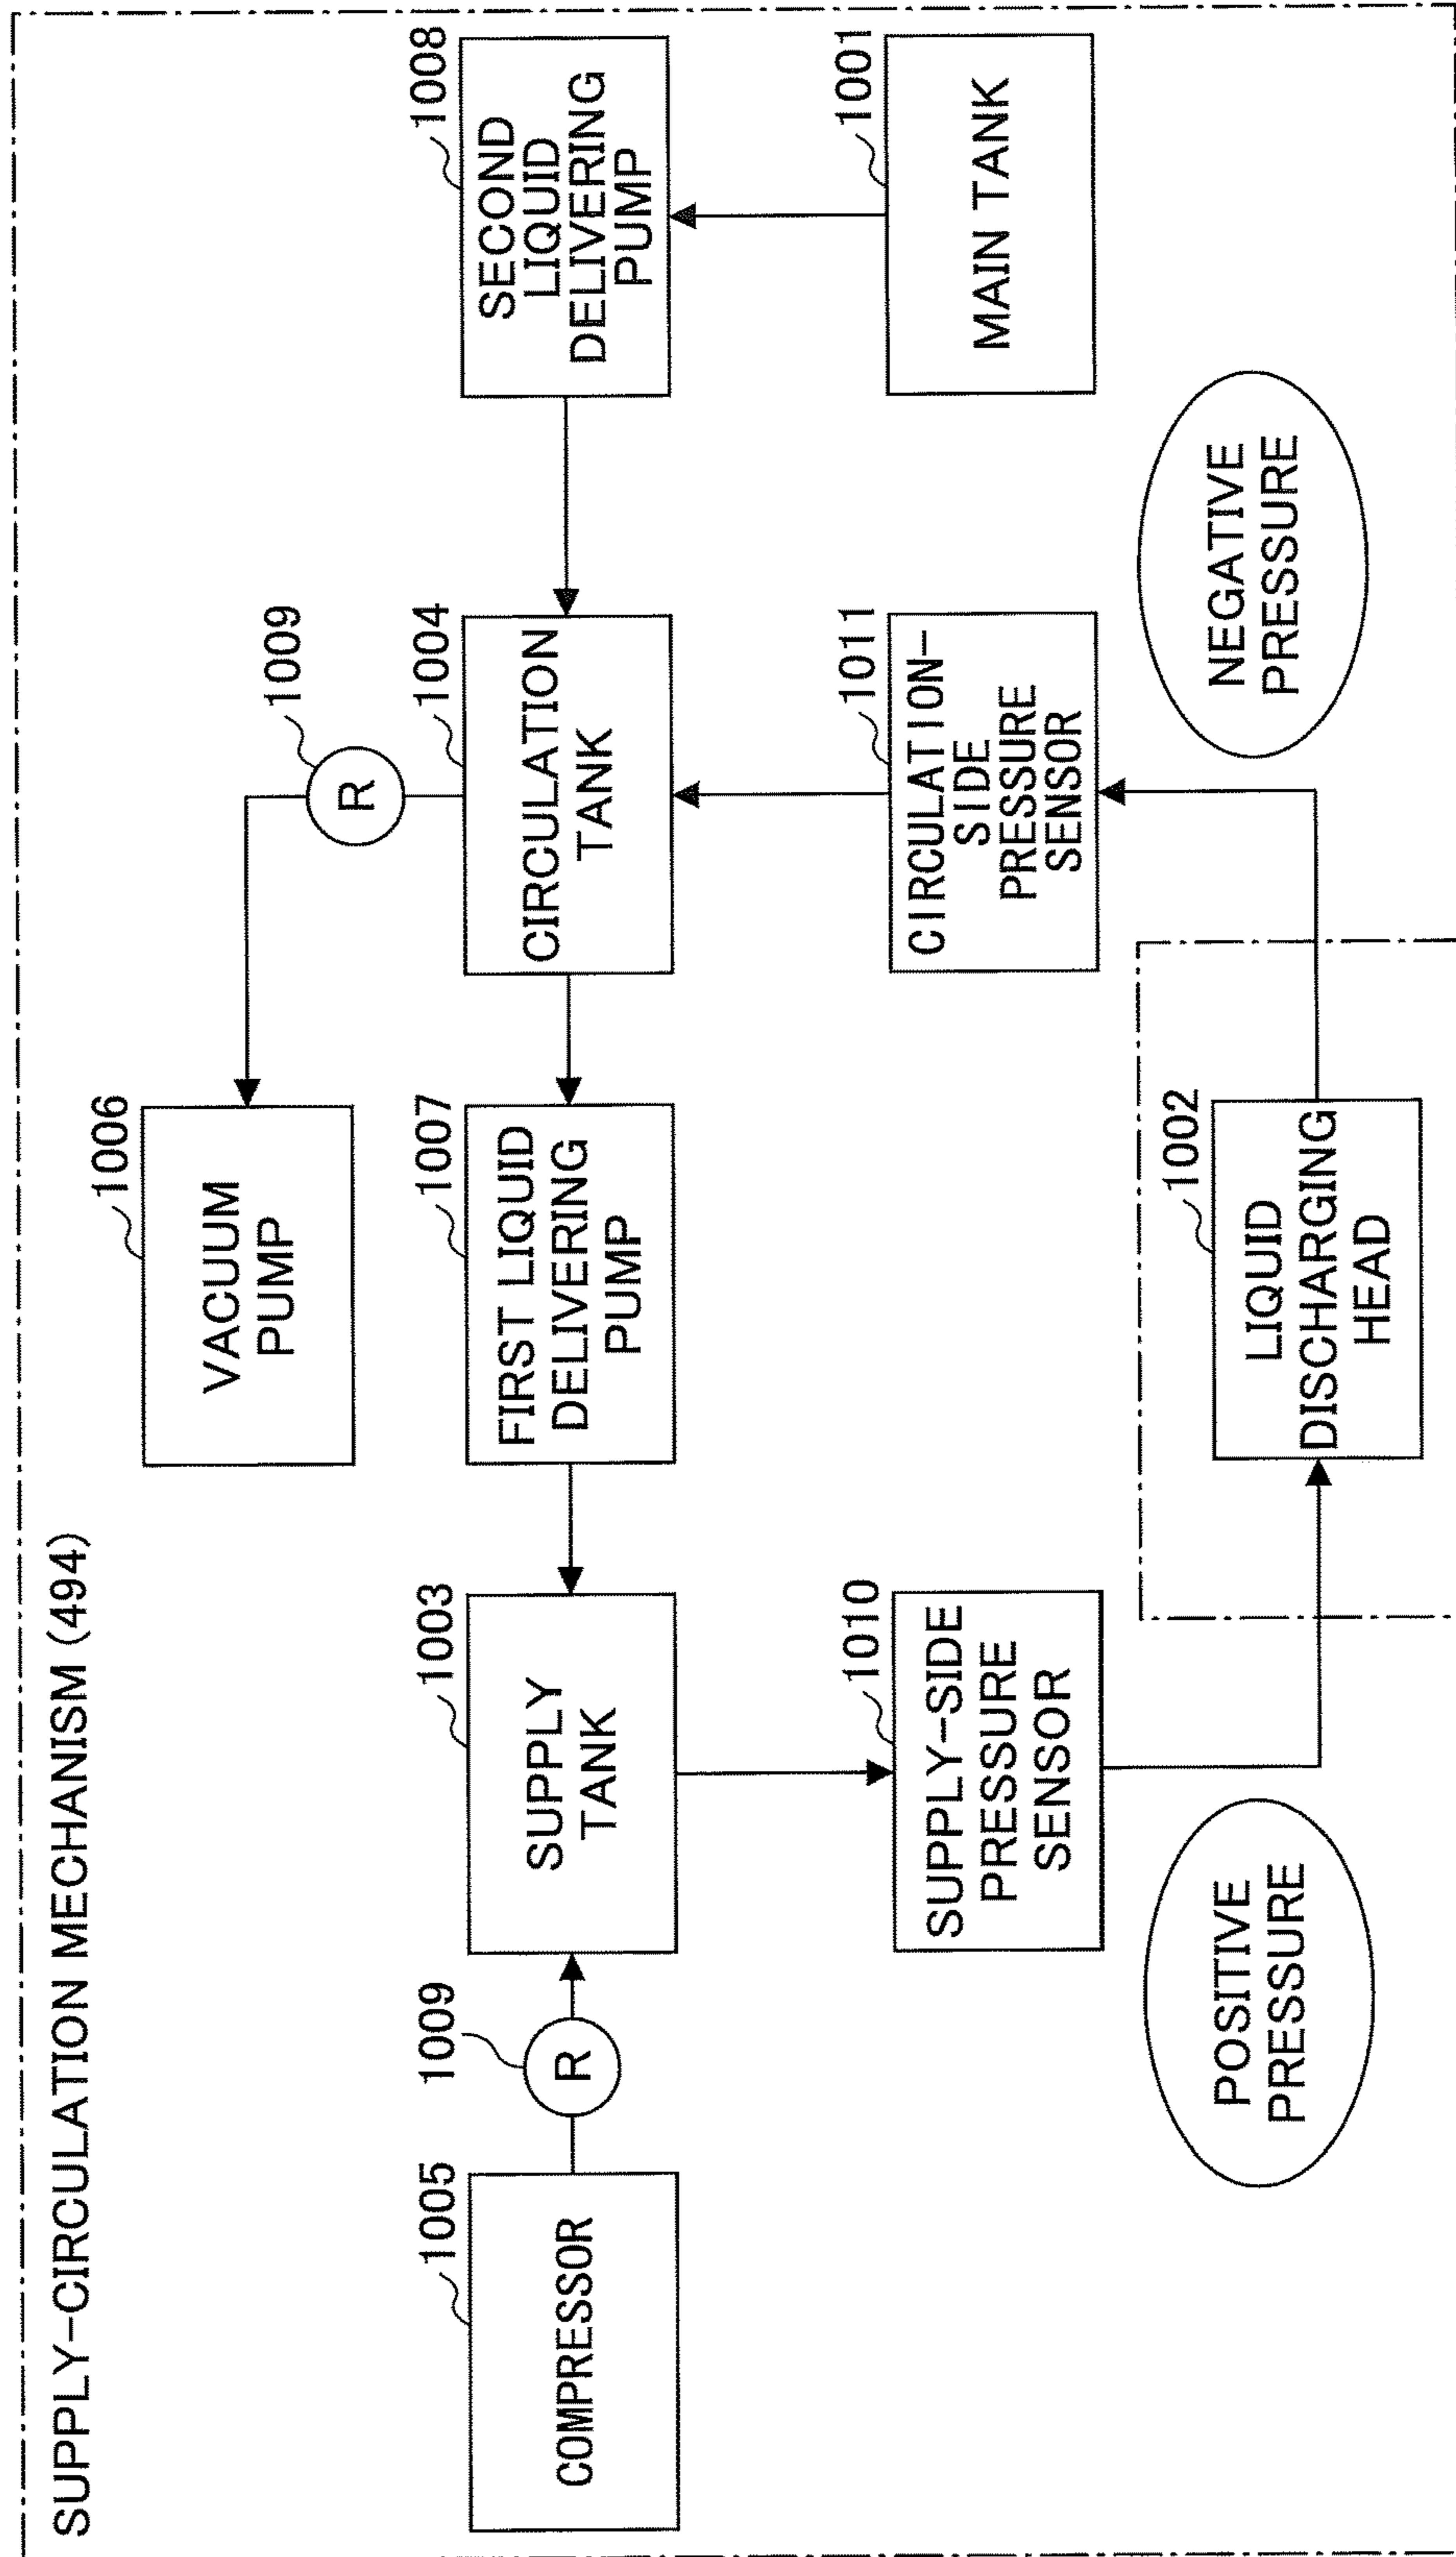 SUPPLY-CIRCULATION MECHANISM (494)
1006
VACUUM
PUMP
1009
R
1005
COMPRESSOR
1009
R
1003
SUPPLY
TANK
1007
FIRST LIQUID
DELIVERING
PUMP
1004
CIRCULATION
TANK
1008
SECOND
LIQUID
DELIVERING
PUMP
1010
SUPPLY-SIDE
PRESSURE
SENSOR
1011
CIRCULATION-
SIDE
PRESSURE
SENSOR
1001
MAIN TANK
POSITIVE
PRESSURE
1002
LIQUID
DISCHARGING
HEAD
NEGATIVE
PRESSURE